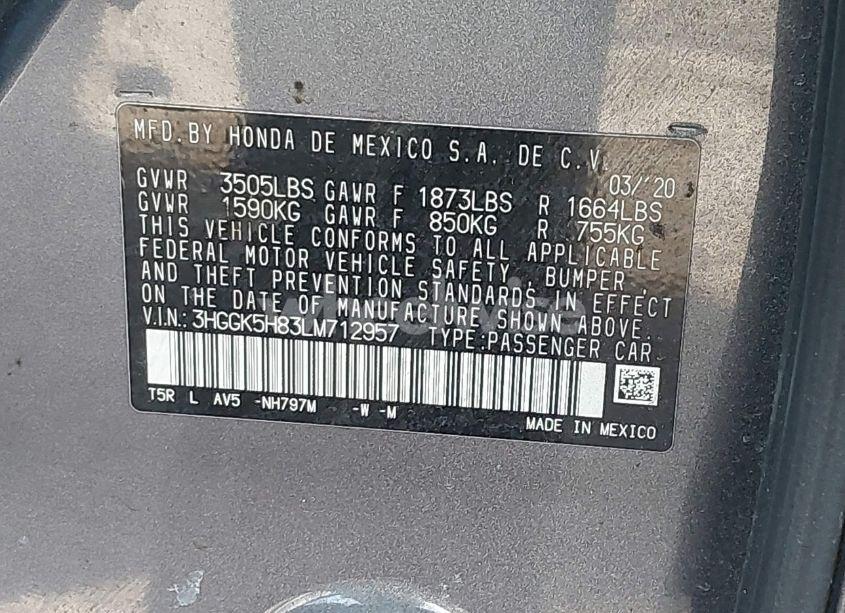 MFD.BY HONDA DE MEXICO S.A. DE C.V.
03/'20
GVWR 3505LBS GAWR F 1873LBS R 1664LBS
GVWR 1590KG GAWR F 850KG R 755KG
THIS VEHICLE CONFORMS TO ALL APPLICABLE
FEDERAL MOTOR VEHICLE SAFETY, BUMPER,
AND THEFT PREVENTION STANDARDS IN EFFECT
ON THE DATE OF MANUFACTURE SHOWN ABOVE.
V.I.N.:3HGGK5H83LM712957 TYPE:PASSENGER CAR
T5R L AV5 -NH797M -W -M
MADE IN MEXICO